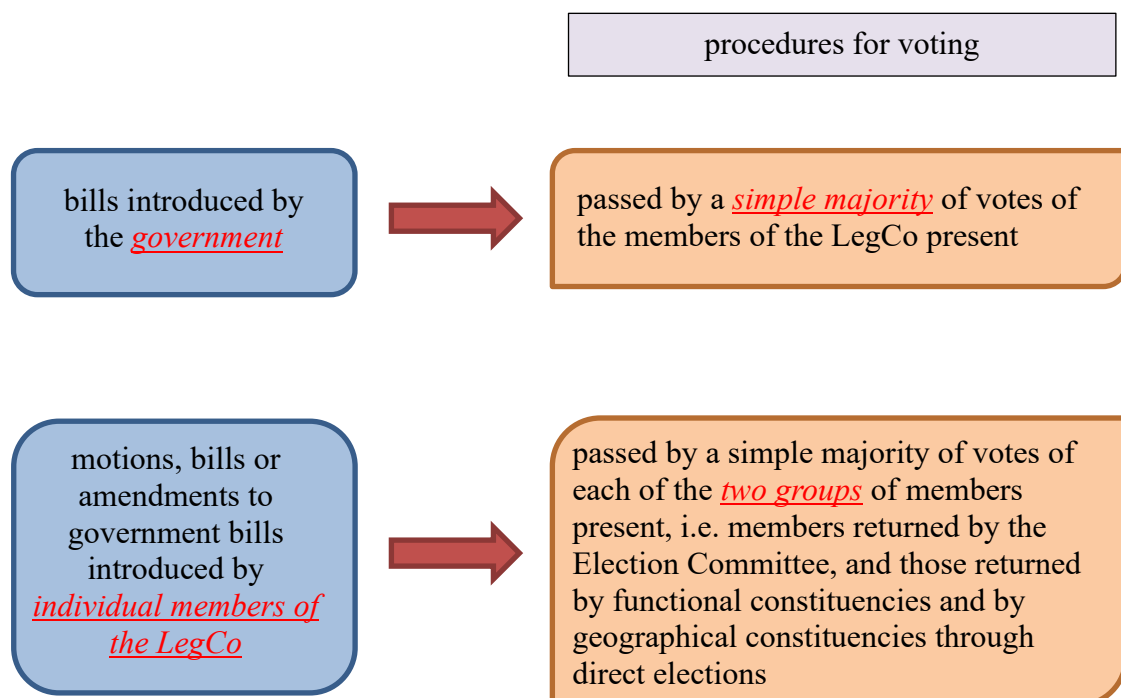 procedures for voting
bills introduced by
the government
passed by a simple majority of votes of
the members of the LegCo present
motions, bills or
amendments to
government bills
introduced by
individual members of
the LegCo
passed by a simple majority of votes of
each of the two groups of members
present, i.e. members returned by the
Election Committee, and those returned
by functional constituencies and by
geographical constituencies through
direct elections